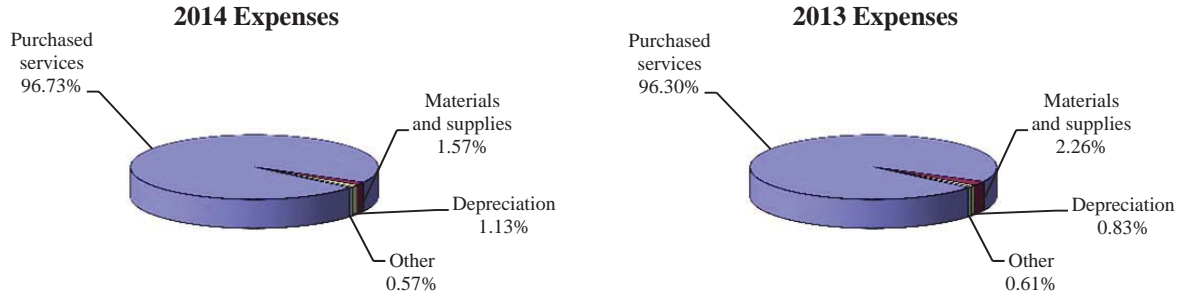 2014 Expenses
Purchased
services
96.73%
Materials
and supplies
1.57%
Depreciation
1.13%
Other
0.57%
2013 Expenses
Purchased
services
96.30%
Materials
and supplies
2.26%
Depreciation
0.83%
Other
0.61%